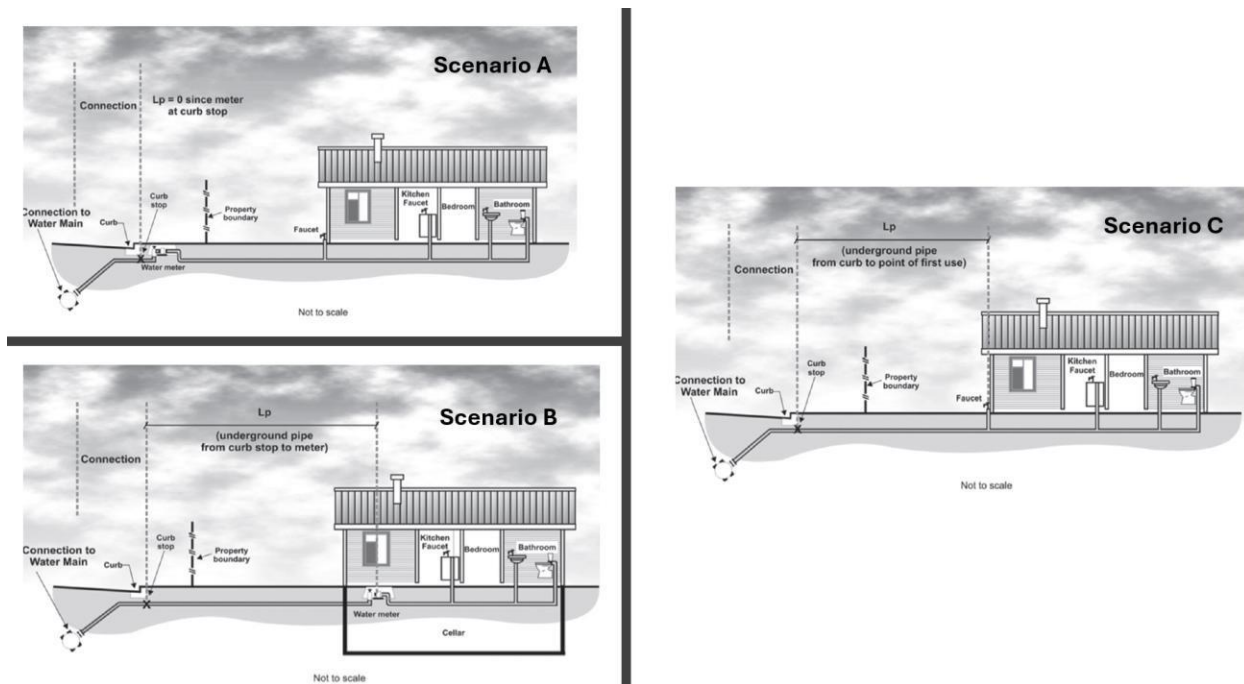 Scenario A
Connection
Lp = 0 since meter
at curb stop
Curb
stop
Connection to
Water Main
Curb
Property
boundary
Faucet
Kitchen
Faucet
Bedroom
Bathroom
Water meter
Not to scale
Scenario B
Lp
(underground pipe
from curb stop to meter)
Connection
Curb
stop
Connection to
Water Main
Curb
Property
boundary
Kitchen
Faucet
Bedroom
Bathroom
Water meter
Cellar
Not to scale
Scenario C
Lp
(underground pipe
from curb to point of first use)
Connection
Curb
stop
Connection to
Water Main
Curb
Property
boundary
Faucet
Kitchen
Faucet
Bedroom
Bathroom
Not to scale